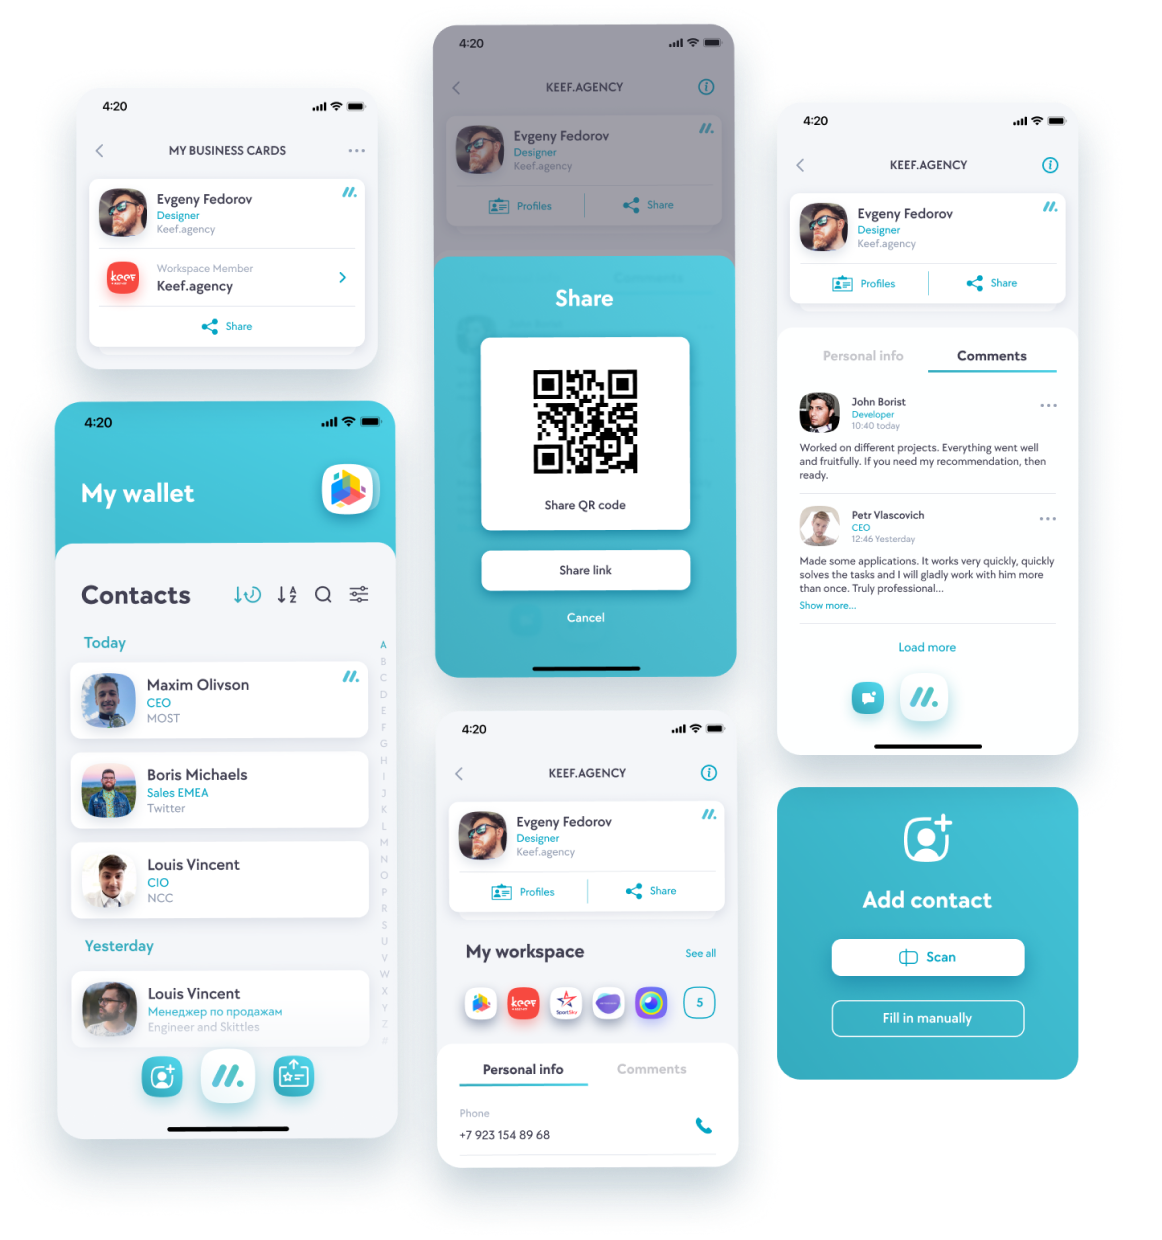 4:20
MY BUSINESS CARDS
Evgeny Fedorov
Designer
Keef.agency
keef
Workspace Member
Keef.agency
Share
4:20
My wallet
Contacts
A
Z
Today
Maxim Olivson
CEO
MOST
Boris Michaels
Sales EMEA
Twitter
Louis Vincent
CIO
NCC
Yesterday
Louis Vincent
Менеджер по продажам
Engineer and Skittles
A
B
C
D
E
F
G
H
I
J
K
L
M
N
O
P
R
S
U
V
W
X
Y
Z
#
4:20
KEEF.AGENCY
Evgeny Fedorov
Designer
Keef.agency
Profiles
Share
Comments
Share
Share QR code
Share link
Cancel
4:20
KEEF.AGENCY
Evgeny Fedorov
Designer
Keef.agency
Profiles
Share
My workspace
See all
keef
SportSky
5
Personal info
Comments
Phone
+7 923 154 89 68
4:20
KEEF.AGENCY
Evgeny Fedorov
Designer
Keef.agency
Profiles
Share
Personal info
Comments
John Borist
Developer
10:40 today
Worked on different projects. Everything went well
and fruitfully. If you need my recommendation, then
ready.
Petr Vlascovich
CEO
12:46 Yesterday
Made some applications. It works very quickly, quickly
solves the tasks and I will gladly work with him more
than once. Truly professional...
Show more...
Load more
Add contact
Scan
Fill in manually